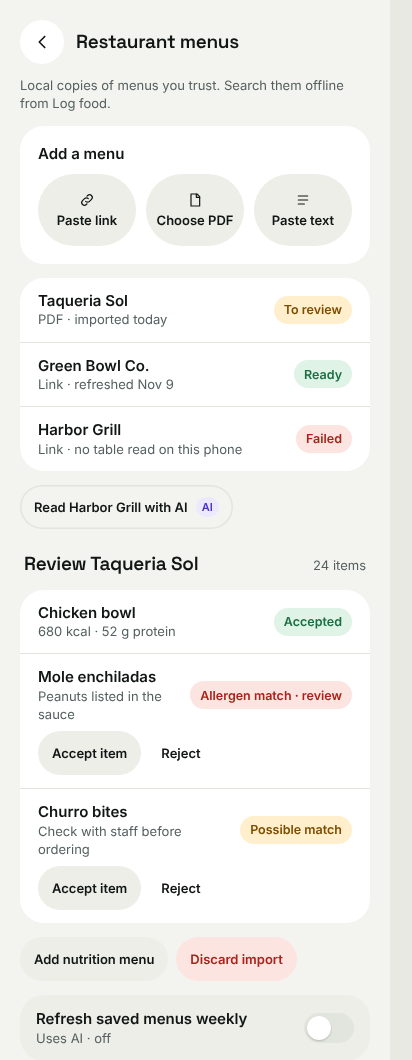 Restaurant menus
Local copies of menus you trust. Search them offline
from Log food.
Add a menu
Paste link
Choose PDF
Paste text
Taqueria Sol
PDF · imported today
To review
Green Bowl Co.
Link · refreshed Nov 9
Ready
Harbor Grill
Link · no table read on this phone
Failed
Read Harbor Grill with AI AI
Review Taqueria Sol
24 items
Chicken bowl
680 kcal · 52 g protein
Accepted
Mole enchiladas
Peanuts listed in the
sauce
Allergen match · review
Accept item
Reject
Churro bites
Check with staff before
ordering
Possible match
Accept item
Reject
Add nutrition menu
Discard import
Refresh saved menus weekly
Uses AI · off